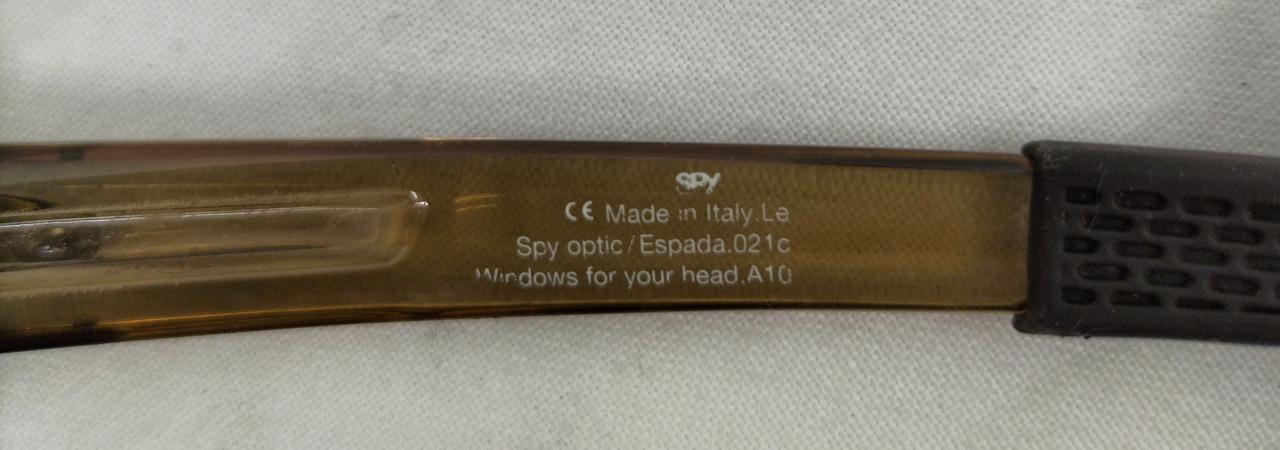 SPY
CE Made in Italy.Le
Spy optic/Espada.021c
Windows for your head.A10